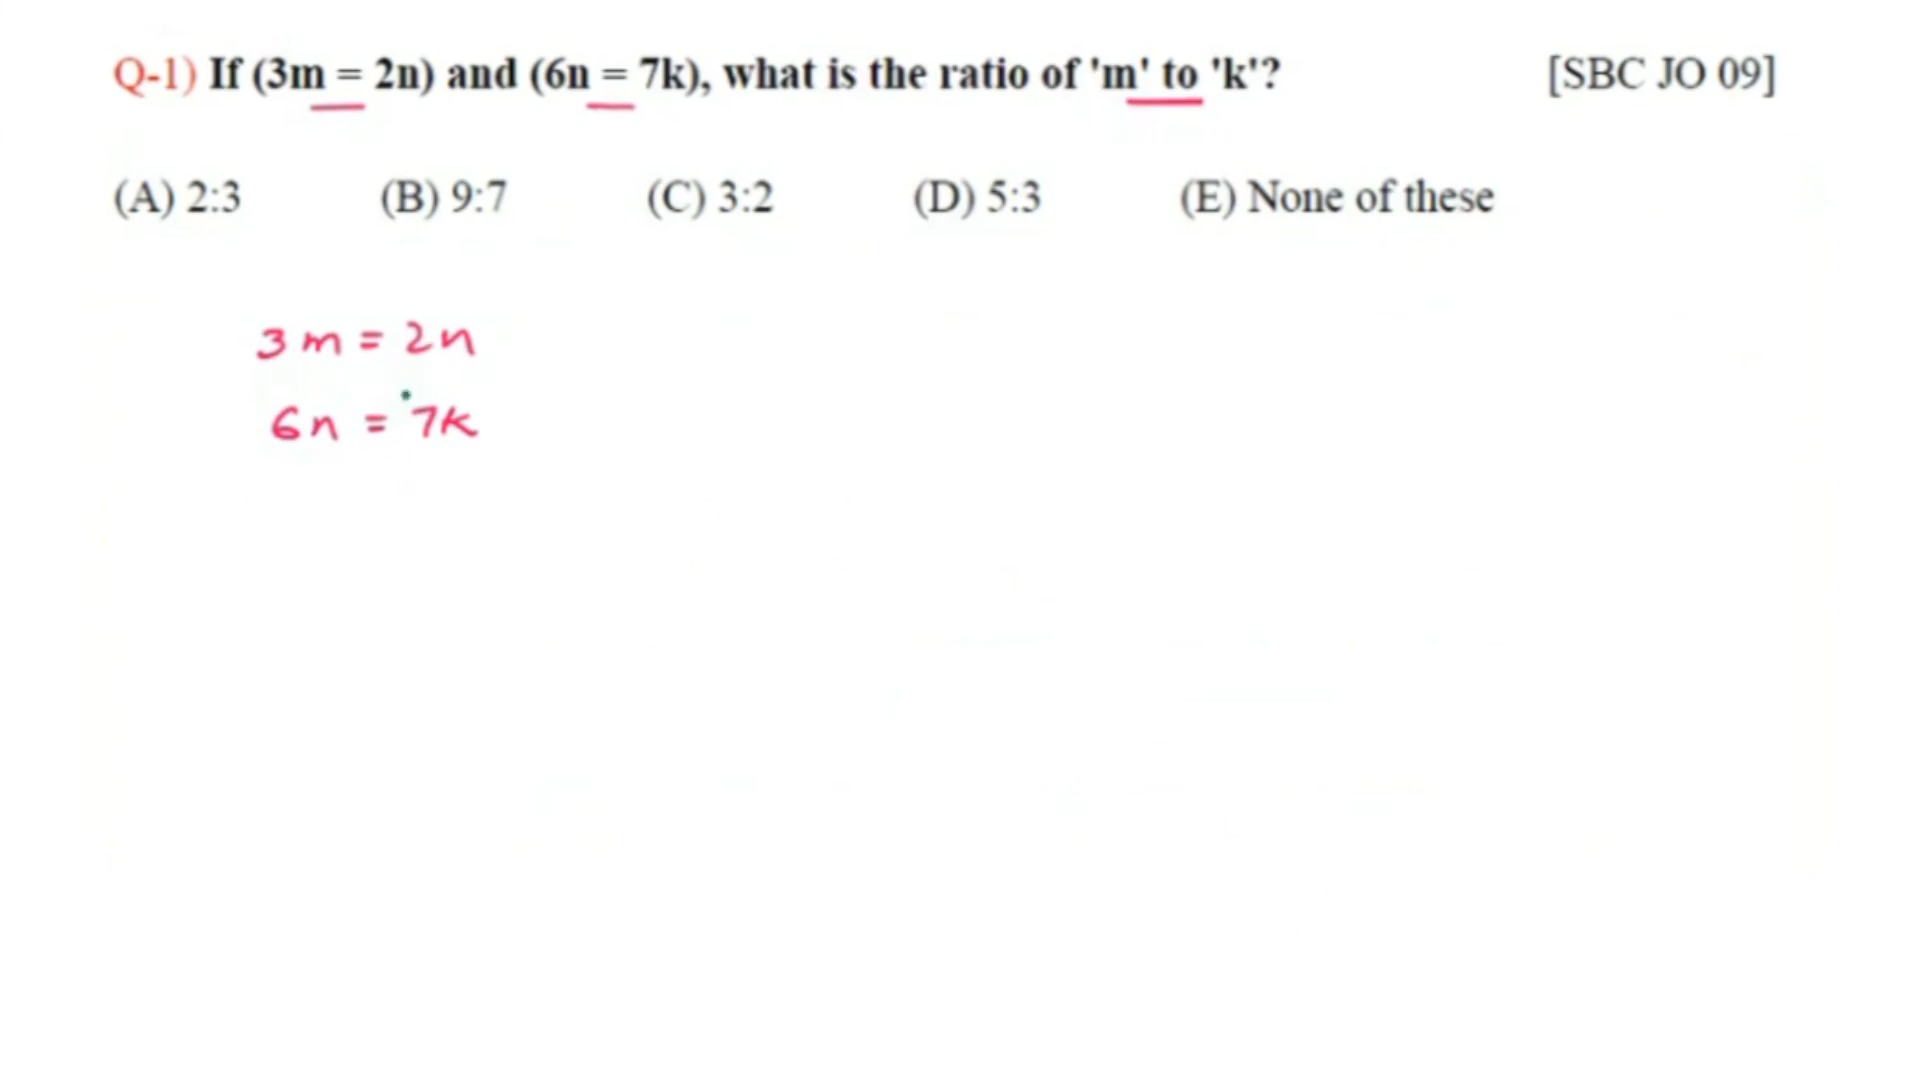 Q-1) If (3m = 2n) and (6n = 7k), what is the ratio of 'm' to 'k'? [SBC JO 09]
(A) 2:3 (B) 9:7 (C) 3:2 (D) 5:3 (E) None of these
3m = 2n
6n = 7k